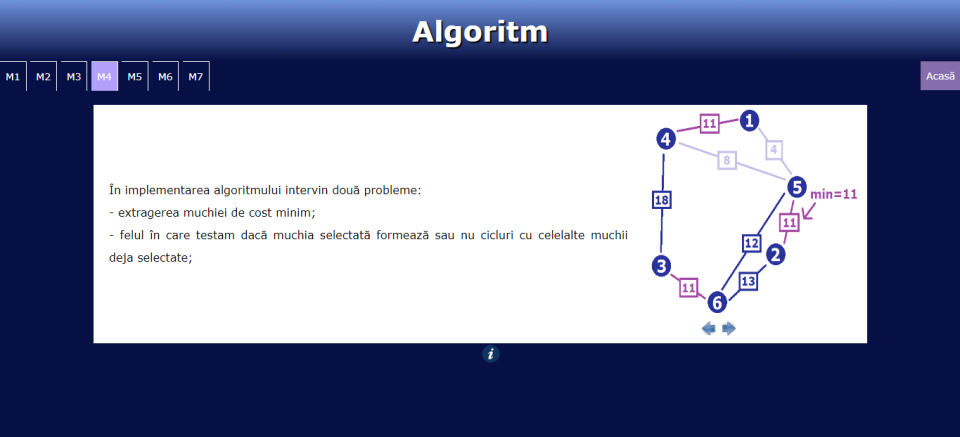 Algoritm
M1 M2 M3 M4 M5 M6 M7 Acasă
În implementarea algoritmului intervin două probleme:
- extragerea muchiei de cost minim;
- felul în care testam dacă muchia selectată formează sau nu cicluri cu celelalte muchii
deja selectate;
1
11
4
4
8
5
min=11
18
11
12
2
3
13
11
6
i